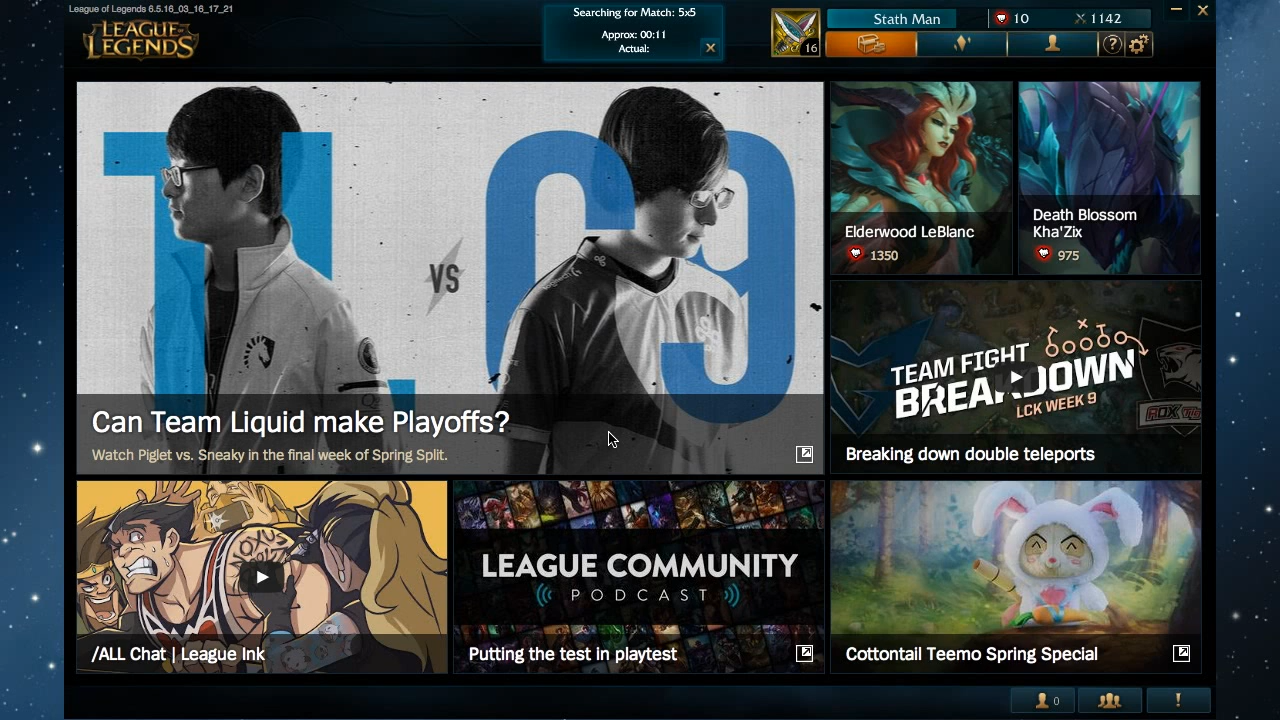 League of Legends 6.5.16_03_16_17_21
LEAGUE OF LEGENDS
Searching for Match: 5x5
Approx: 00:11
Actual:
16
Stath Man
10
1142
?
TL
VS
C9
Can Team Liquid make Playoffs?
Watch Piglet vs. Sneaky in the final week of Spring Split.
Elderwood LeBlanc
1350
Death Blossom
Kha'Zix
975
TEAM FIGHT
BREAKDOWN
LCK WEEK 9
Breaking down double teleports
/ALL Chat | League Ink
LEAGUE COMMUNITY
PODCAST
Putting the test in playtest
Cottontail Teemo Spring Special
0
!